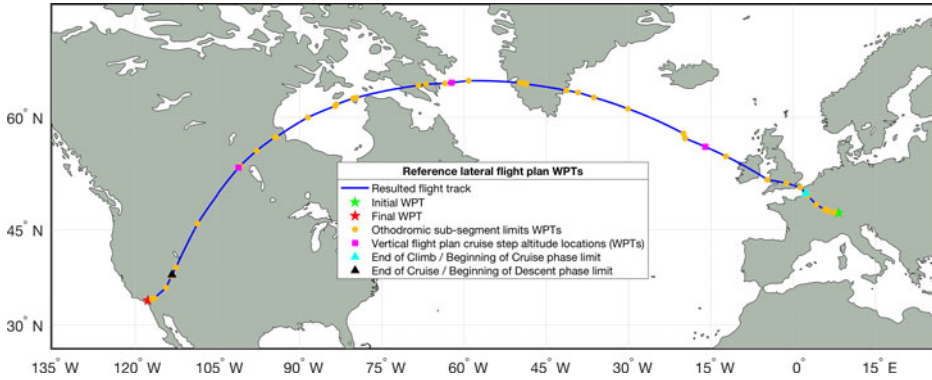 60° N
45° N
30° N
Reference lateral flight plan WPTs
Resulted flight track
Initial WPT
Final WPT
Othodromic sub-segment limits WPTs
Vertical flight plan cruise step altitude locations (WPTs)
End of Climb / Beginning of Cruise phase limit
End of Cruise / Beginning of Descent phase limit
135° W 120° W 105° W 90° W 75° W 60° W 45° W 30° W 15° W 0° 15° E